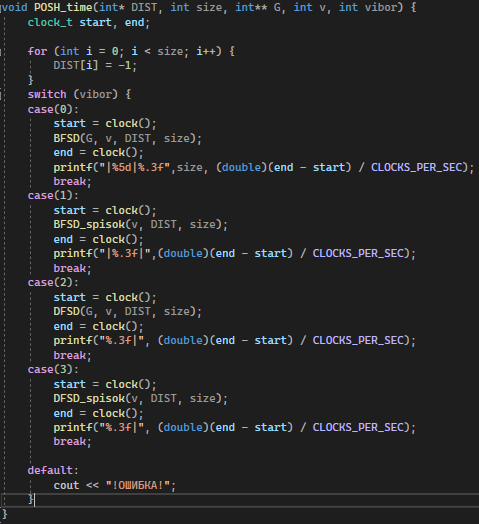 void POSH_time(int* DIST, int size, int** G, int v, int vibor) {
    clock_t start, end;

    for (int i = 0; i < size; i++) {
        DIST[i] = -1;
    }
    switch (vibor) {
    case(0):
        start = clock();
        BFSD(G, v, DIST, size);
        end = clock();
        printf("|%5d|%.3f",size, (double)(end - start) / CLOCKS_PER_SEC);
        break;
    case(1):
        start = clock();
        BFSD_spisok(v, DIST, size);
        end = clock();
        printf("|%.3f|",(double)(end - start) / CLOCKS_PER_SEC);
        break;
    case(2):
        start = clock();
        DFSD(G, v, DIST, size);
        end = clock();
        printf("%.3f|", (double)(end - start) / CLOCKS_PER_SEC);
        break;
    case(3):
        start = clock();
        DFSD_spisok(v, DIST, size);
        end = clock();
        printf("%.3f|", (double)(end - start) / CLOCKS_PER_SEC);
        break;

    default:
        cout << "!ОШИБКА!";
    }
}